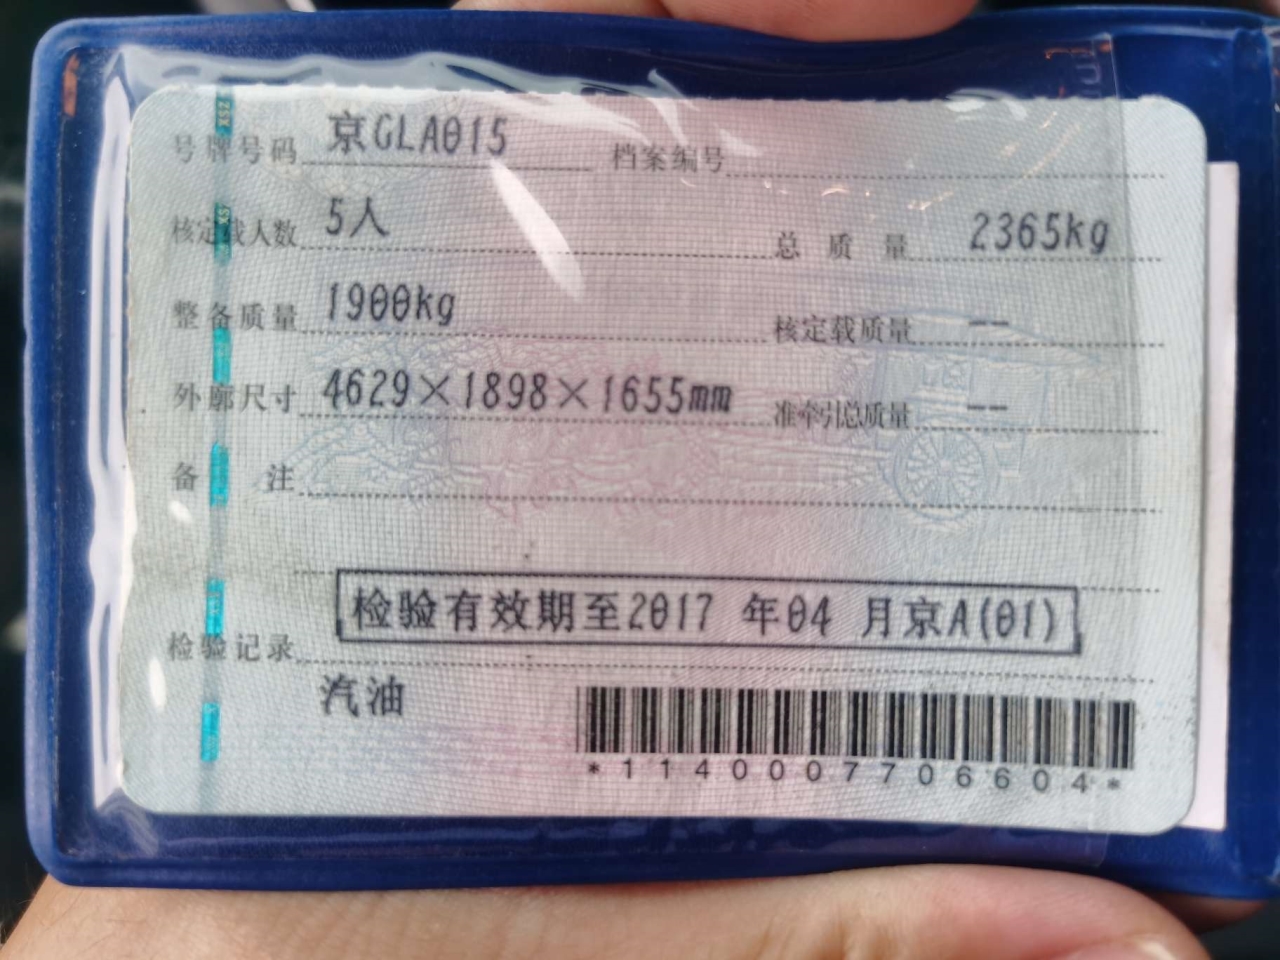 号牌号码 京GLA015 档案编号
核定载人数 5人 总质量 2365kg
整备质量 1900kg 核定载质量 --
外廓尺寸 4629×1898×1655mm 准牵引总质量 --
备注
检验有效期至2017 年04 月京A(01)
检验记录
汽油
*1140007706604*